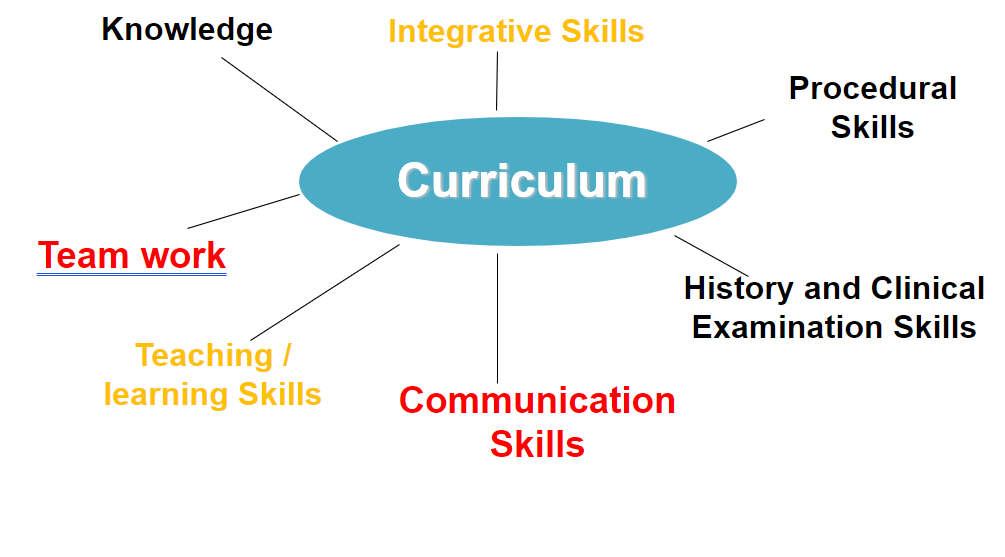 Knowledge
Integrative Skills
Procedural
Skills
Curriculum
Team work
History and Clinical
Examination Skills
Teaching /
learning Skills
Communication
Skills